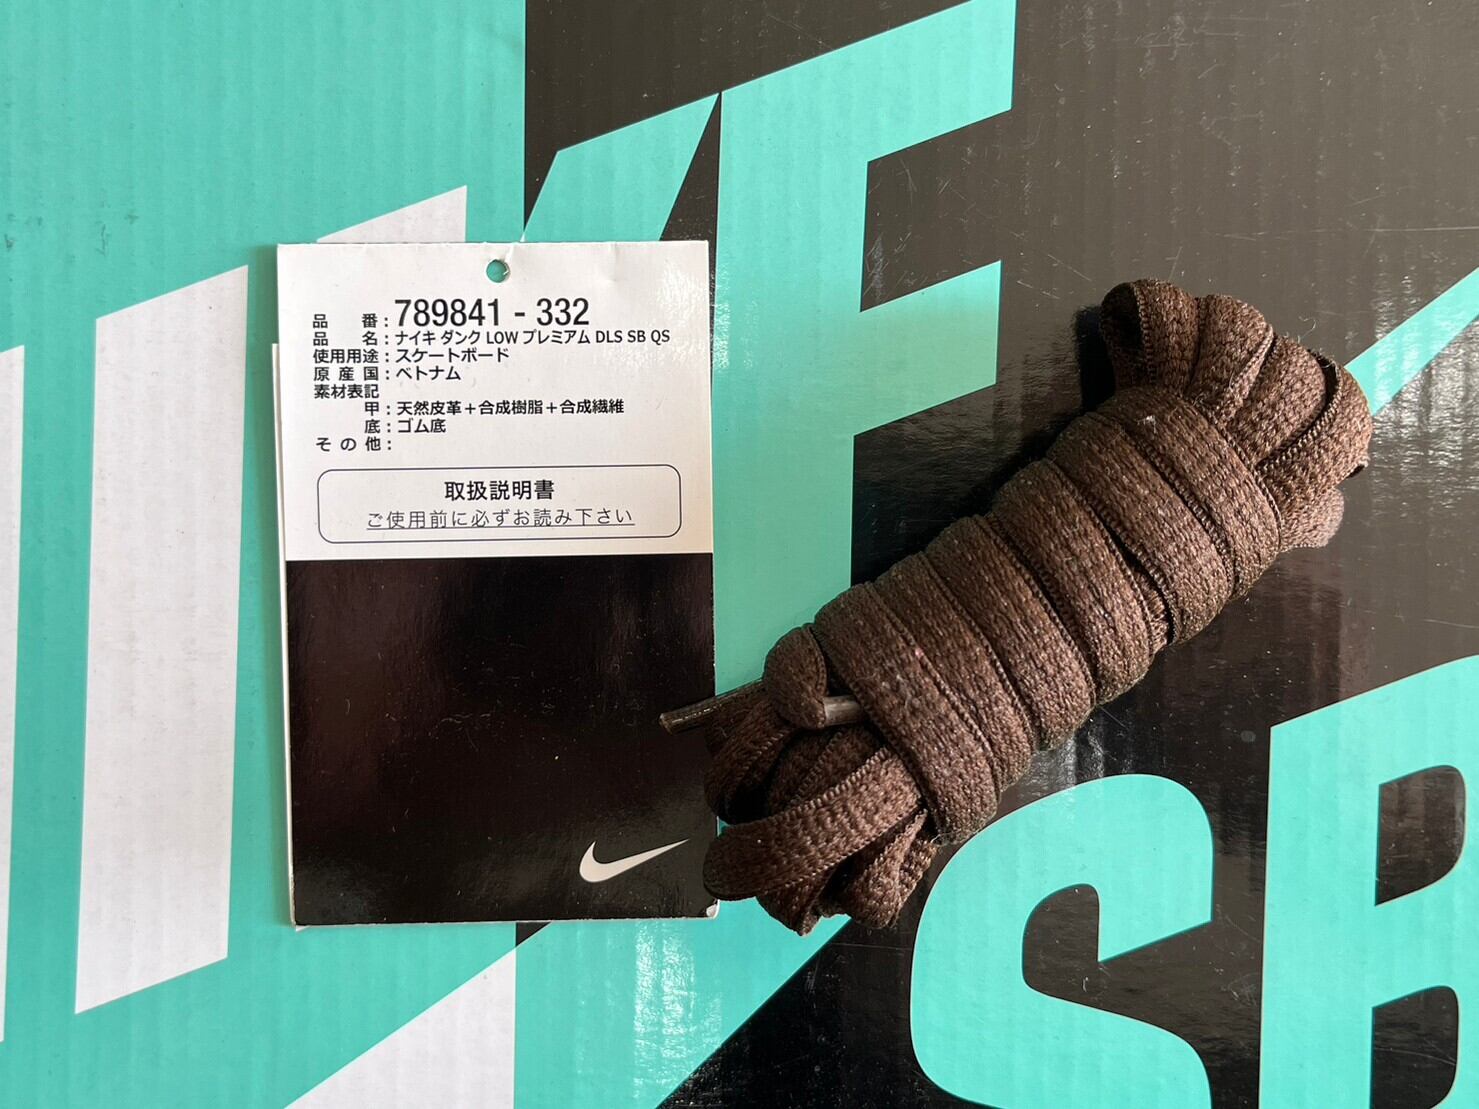 品 番：789841 - 332
品 名：ナイキ ダンク LOW プレミアム DLS SB QS
使用用途：スケートボード
原 産 国：ベトナム
素材表記
甲：天然皮革＋合成樹脂＋合成繊維
底：ゴム底
そ の 他：
取扱説明書
ご使用前に必ずお読み下さい
SB